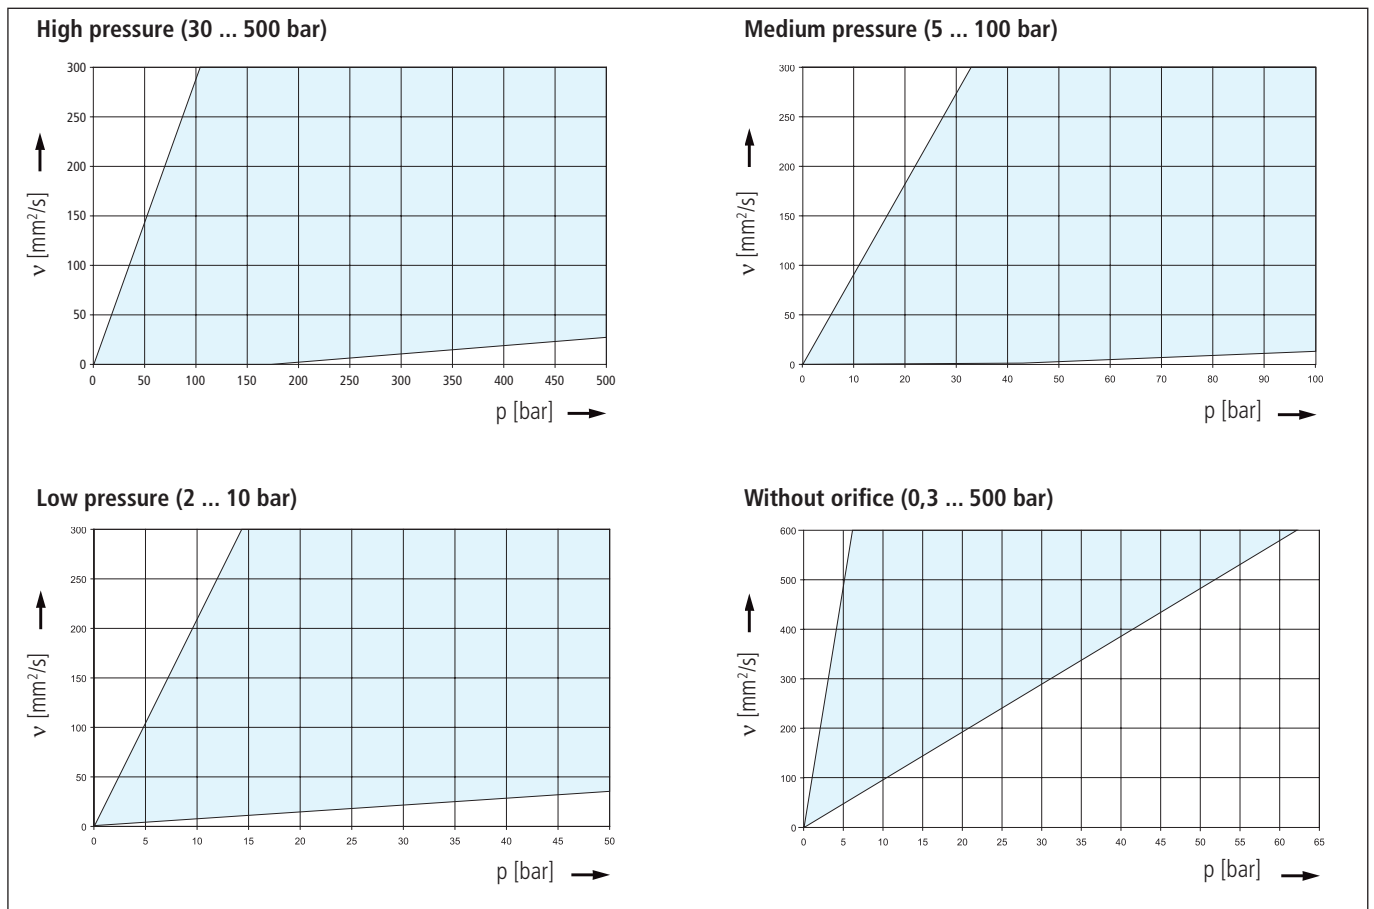 High pressure (30 ... 500 bar)
300
250
200
150
100
50
0
ν [mm²/s]
0 50 100 150 200 250 300 350 400 450 500
p [bar]
Medium pressure (5 ... 100 bar)
300
250
200
150
100
50
0
ν [mm²/s]
0 10 20 30 40 50 60 70 80 90 100
p [bar]
Low pressure (2 ... 10 bar)
300
250
200
150
100
50
0
ν [mm²/s]
0 5 10 15 20 25 30 35 40 45 50
p [bar]
Without orifice (0,3 ... 500 bar)
600
500
400
300
200
100
0
ν [mm²/s]
0 5 10 15 20 25 30 35 40 45 50 55 60 65
p [bar]